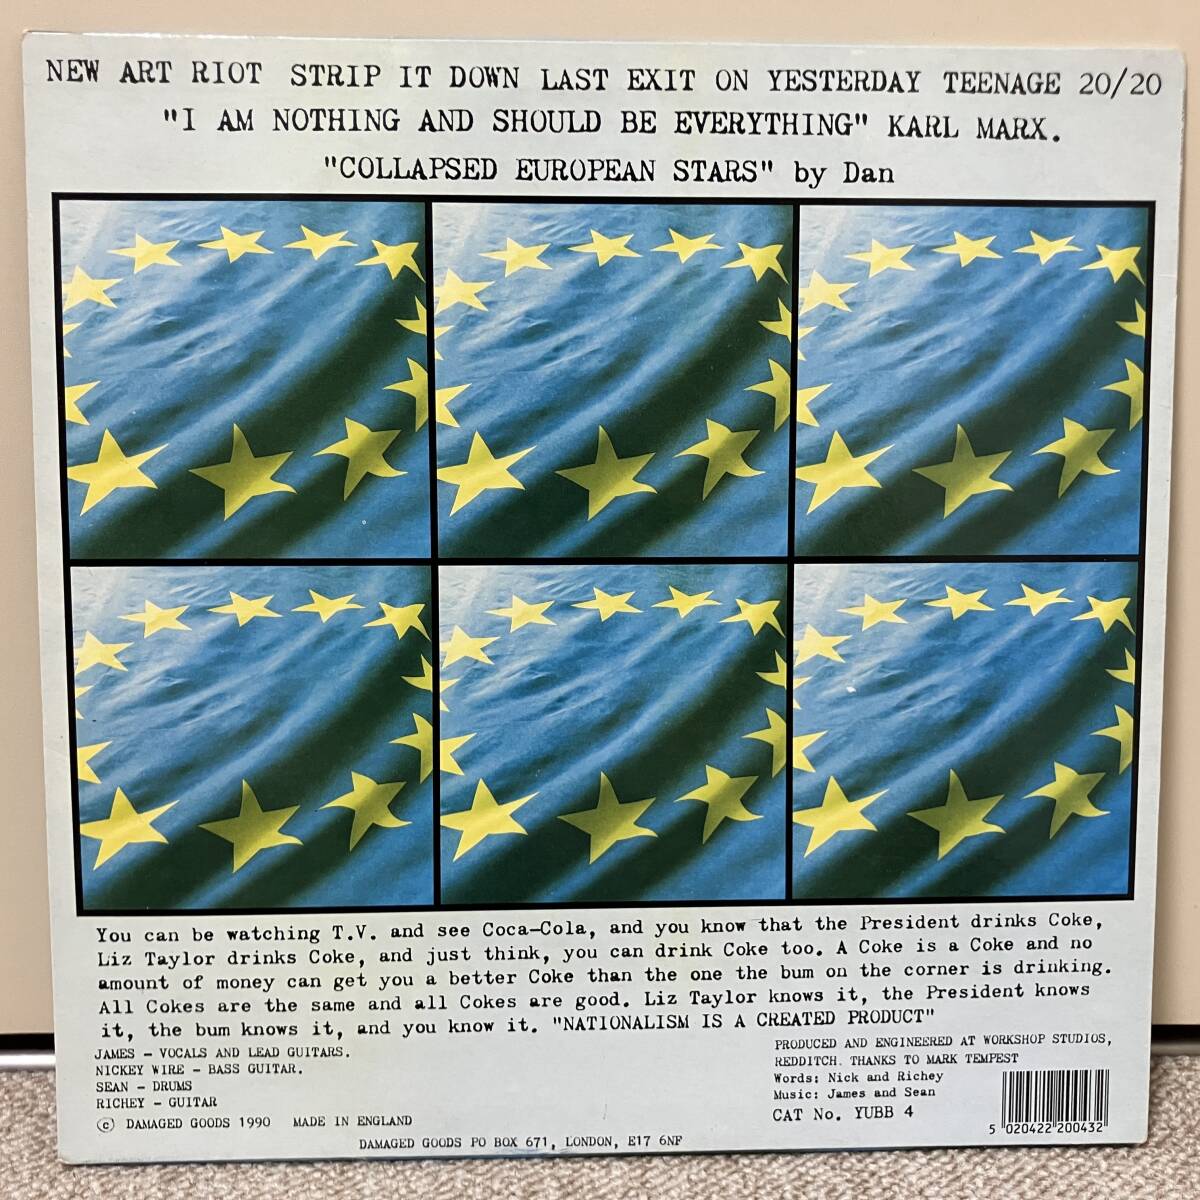 NEW ART RIOT STRIP IT DOWN LAST EXIT ON YESTERDAY TEENAGE 20/20
"I AM NOTHING AND SHOULD BE EVERYTHING" KARL MARX.
"COLLAPSED EUROPEAN STARS" by Dan
You can be watching T.V. and see Coca-Cola, and you know that the President drinks Coke,
Liz Taylor drinks Coke, and just think, you can drink Coke too. A Coke is a Coke and no
amount of money can get you a better Coke than the one the bum on the corner is drinking.
All Cokes are the same and all Cokes are good. Liz Taylor knows it, the President knows
it, the bum knows it, and you know it. "NATIONALISM IS A CREATED PRODUCT"
JAMES - VOCALS AND LEAD GUITARS.
NICKEY WIRE - BASS GUITAR.
SEAN - DRUMS
RICHEY - GUITAR
© DAMAGED GOODS 1990 MADE IN ENGLAND
PRODUCED AND ENGINEERED AT WORKSHOP STUDIOS,
REDDITCH. THANKS TO MARK TEMPEST
Words: Nick and Richey
Music: James and Sean
CAT No. YUBB 4
5 020422 200432
DAMAGED GOODS PO BOX 671, LONDON, E17 6NF